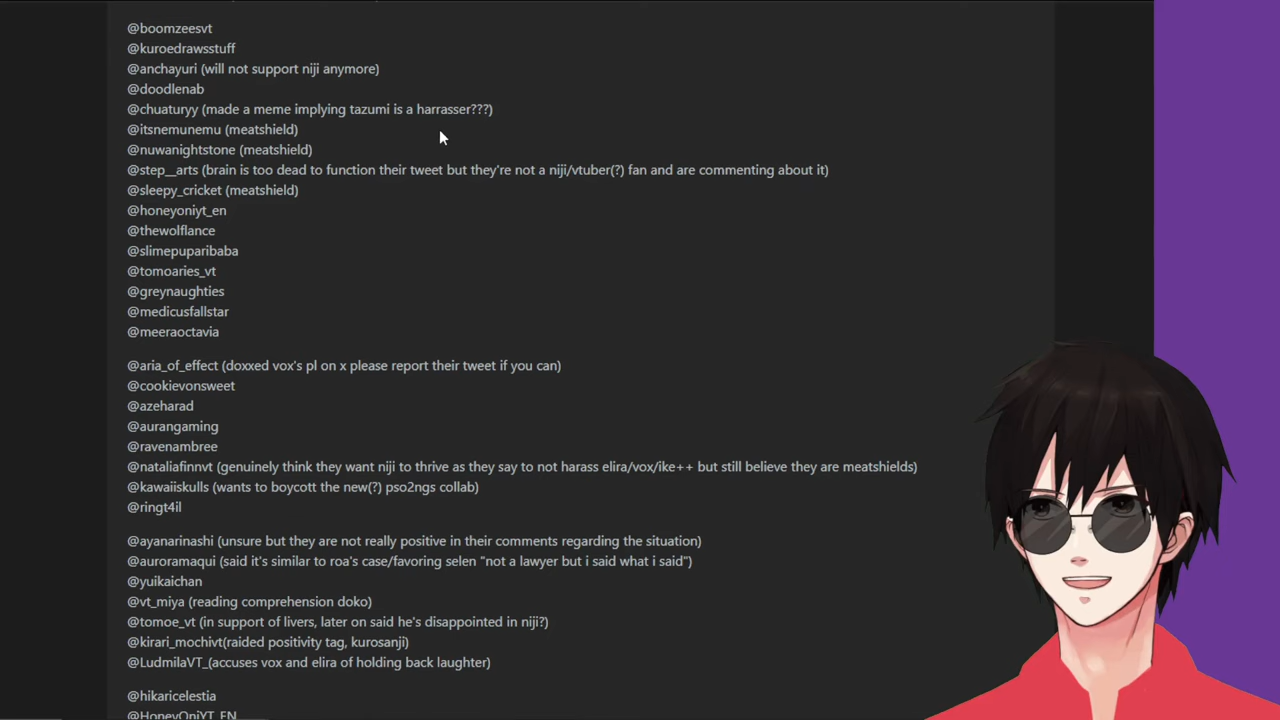 @boomzeesvt
@kuroedrawsstuff
@anchayuri (will not support niji anymore)
@doodlenab
@chuaturyy (made a meme implying tazumi is a harrasser???)
@itsnemunemu (meatshield)
@nuwanightstone (meatshield)
@step__arts (brain is too dead to function their tweet but they're not a niji/vtuber(?) fan and are commenting about it)
@sleepy_cricket (meatshield)
@honeyoniyt_en
@thewolflance
@slimepuparibaba
@tomoaries_vt
@greynaughties
@medicusfallstar
@meeraoctavia
@aria_of_effect (doxxed vox's pl on x please report their tweet if you can)
@cookievonsweet
@azeharad
@aurangaming
@ravenambree
@nataliafinnvt (genuinely think they want niji to thrive as they say to not harass elira/vox/ike++ but still believe they are meatshields)
@kawaiiskulls (wants to boycott the new(?) pso2ngs collab)
@ringt4il
@ayanarinashi (unsure but they are not really positive in their comments regarding the situation)
@auroramaqui (said it's similar to roa's case/favoring selen “not a lawyer but i said what i said”)
@yuikaichan
@vt_miya (reading comprehension doko)
@tomoe_vt (in support of livers, later on said he's disappointed in niji?)
@kirari_mochivt(raided positivity tag, kurosanji)
@LudmilaVT_(accuses vox and elira of holding back laughter)
@hikaricelestia
@HoneyOniYT_EN